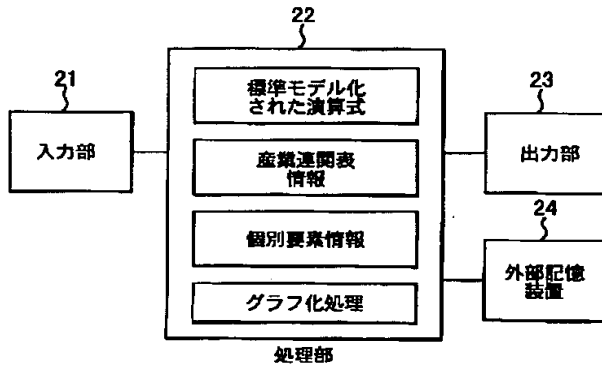 22
21
23
標準モデル化
された演算式
入力部
産業連関表
情報
出力部
24
個別要素情報
外部記憶
装置
グラフ化処理
処理部